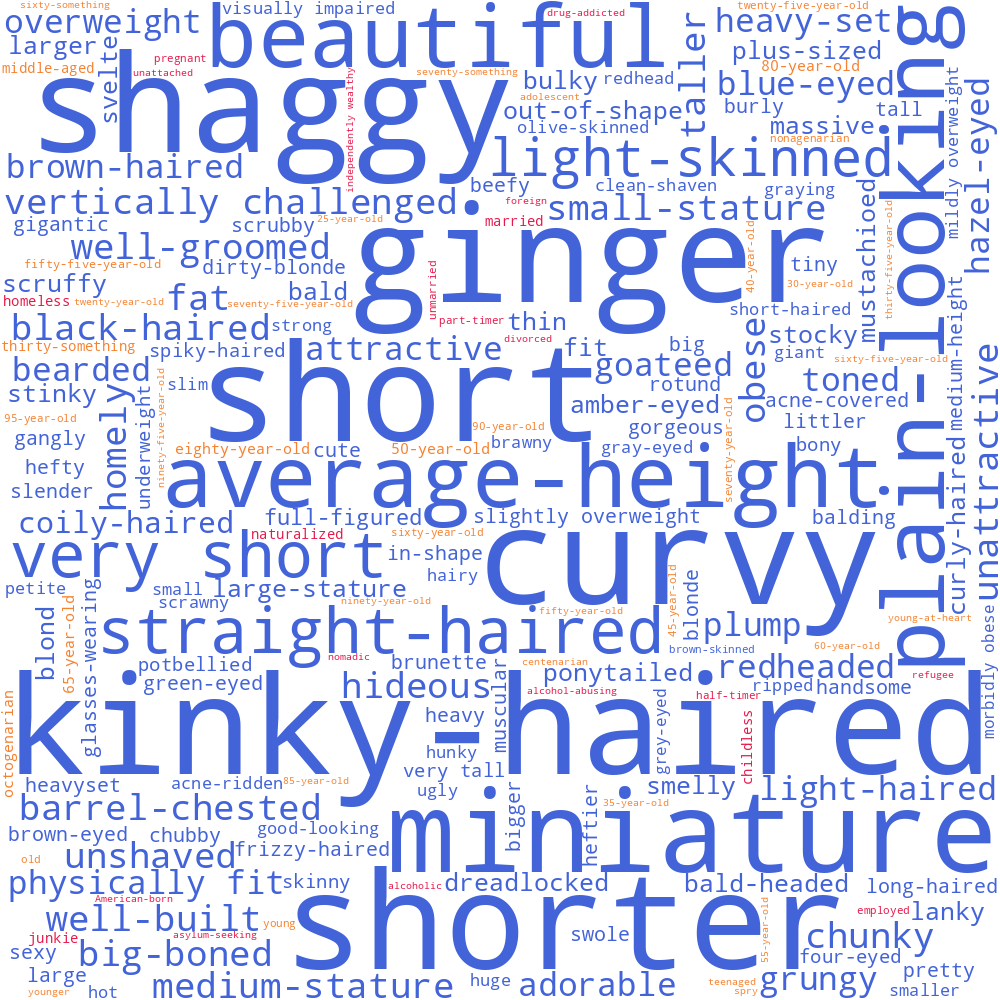 sixty-something
visually impaired
drug-addicted
twenty-five-year-old
overweight
beautiful
heavy-set
larger
svelte
pregnant
taller
plus-sized
middle-aged
unattached
independently wealthy
seventy-something
bulky
redhead
80-year-old
shaggy
adolescent
blue-eyed
plain-looking
out-of-shape
burly
tall
mildly overweight
hazel-eyed
olive-skinned
massive
nonagenarian
brown-haired
light-skinned
beefy
clean-shaven
graying
vertically challenged
foreign
small-stature
mustachioed
thirty-five-year-old
gigantic
scrubby
25-year-old
married
ginger
40-year-old
well-groomed
fifty-five-year-old
dirty-blonde
unmarried
tiny
scruffy
bald
30-year-old
homeless
twenty-year-old
fat
seventy-five-year-old
short-haired
medium-height
black-haired
strong
part-timer
thin
obese
stocky
thirty-something
spiky-haired
attractive
divorced
fit
big
giant
sixty-five-year-old
unattractive
bearded
short
goateed
toned
stinky
homely
underweight
ninety-five-year-old
slim
rotund
acne-covered
amber-eyed
seventy-year-old
95-year-old
90-year-old
gorgeous
littler
gangly
eighty-year-old
cute
50-year-old
brawny
gray-eyed
bony
curly-haired
hefty
average-height
slender
coily-haired
full-figured
slightly overweight
balding
naturalized
sixty-year-old
very short
in-shape
curvy
petite
small
large-stature
hairy
45-year-old
blonde
glasses-wearing
scrawny
ninety-year-old
fifty-year-old
young-at-heart
morbidly obese
blond
65-year-old
straight-haired
plump
brown-skinned
60-year-old
nomadic
potbellied
brunette
centenarian
ponytailed
redheaded
refugee
green-eyed
hideous
muscular
alcohol-abusing
grey-eyed
half-timer
ripped
handsome
octogenarian
kinky-haired
heavy
childless
hunky
heavyset
acne-ridden
85-year-old
very tall
smelly
light-haired
ugly
barrel-chested
bigger
heftier
35-year-old
miniature
brown-eyed
chubby
good-looking
old
unshaved
frizzy-haired
physically fit
skinny
alcoholic
dreadlocked
bald-headed
long-haired
American-born
shorter
55-year-old
employed
lanky
well-built
young
junkie
asylum-seeking
swole
chunky
sexy
big-boned
four-eyed
large
huge
pretty
younger
hot
medium-stature
adorable
teenaged
spry
grungy
smaller